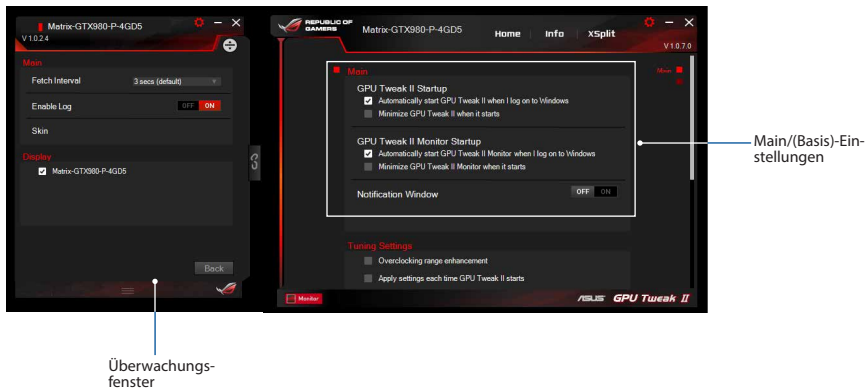 Matrix-GTX980-P-4GD5
V 1.0.2.4
Main
Fetch Interval 3 secs (default)
Enable Log OFF ON
Skin
Display
Matrix-GTX980-P-4GD5
Back
REPUBLIC OF
GAMERS
Matrix-GTX980-P-4GD5 Home Info XSplit
V 1.0.7.0
Main
Main
GPU Tweak II Startup
Automatically start GPU Tweak II when I log on to Windows
Minimize GPU Tweak II when it starts
GPU Tweak II Monitor Startup
Automatically start GPU Tweak II Monitor when I log on to Windows
Minimize GPU Tweak II Monitor when it starts
Notification Window OFF ON
Tuning Settings
Overclocking range enhancement
Apply settings each time GPU Tweak II starts
Monitor
ASUS GPU Tweak II
Main/(Basis)-Ein-
stellungen
Überwachungs-
fenster